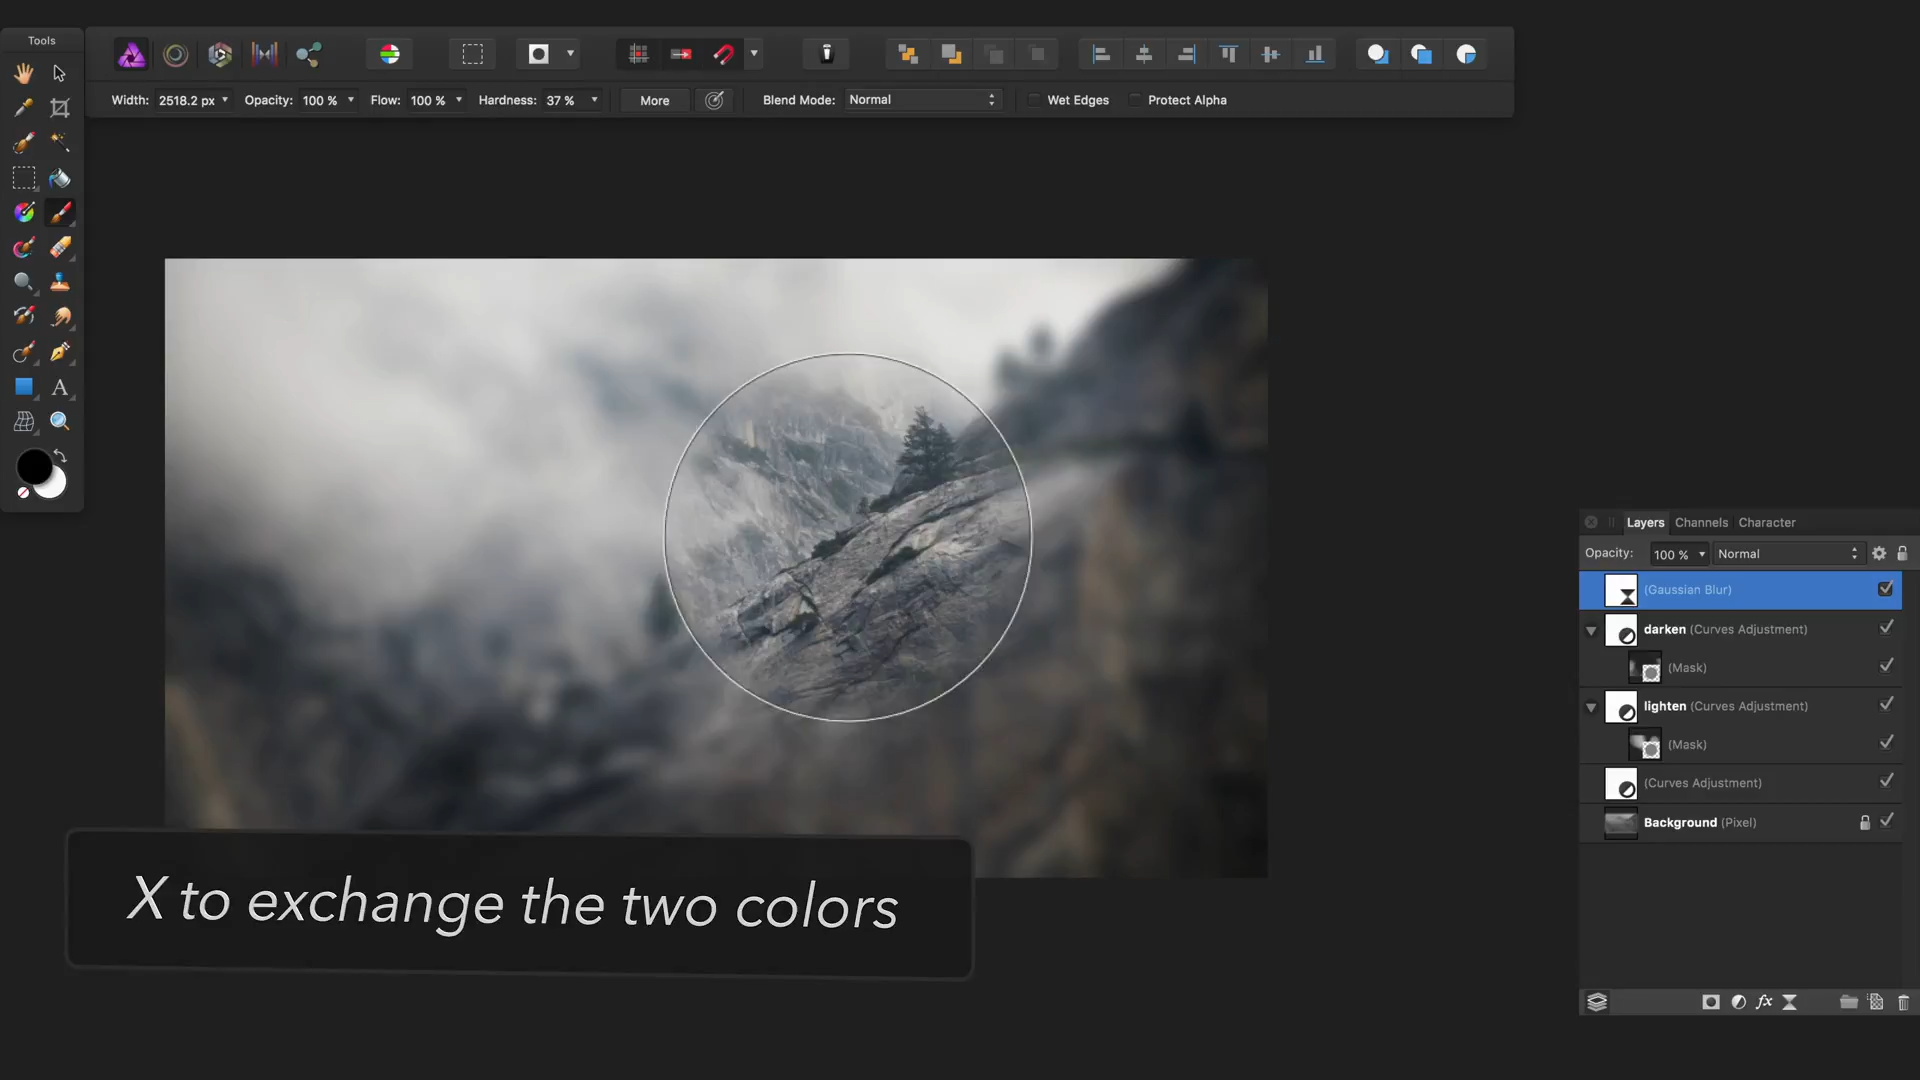 Tools
Width: 2518.2 px Opacity: 100 % Flow: 100 % Hardness: 37 % More Blend Mode: Normal Wet Edges Protect Alpha
A
Layers Channels Character
Opacity: 100 % Normal
(Gaussian Blur)
darken (Curves Adjustment)
(Mask)
lighten (Curves Adjustment)
(Mask)
(Curves Adjustment)
Background (Pixel)
X to exchange the two colors
fx